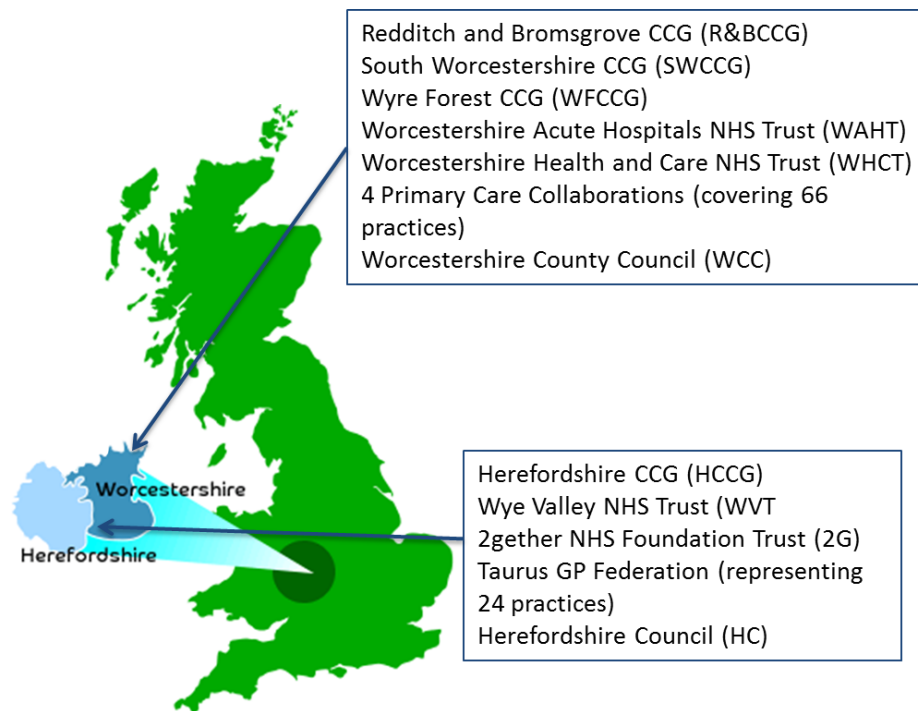 Redditch and Bromsgrove CCG (R&BCCG)
South Worcestershire CCG (SWCCG)
Wyre Forest CCG (WFCCG)
Worcestershire Acute Hospitals NHS Trust (WAHT)
Worcestershire Health and Care NHS Trust (WHCT)
4 Primary Care Collaborations (covering 66
practices)
Worcestershire County Council (WCC)
Worcestershire
Herefordshire
Herefordshire CCG (HCCG)
Wye Valley NHS Trust (WVT
2gether NHS Foundation Trust (2G)
Taurus GP Federation (representing
24 practices)
Herefordshire Council (HC)